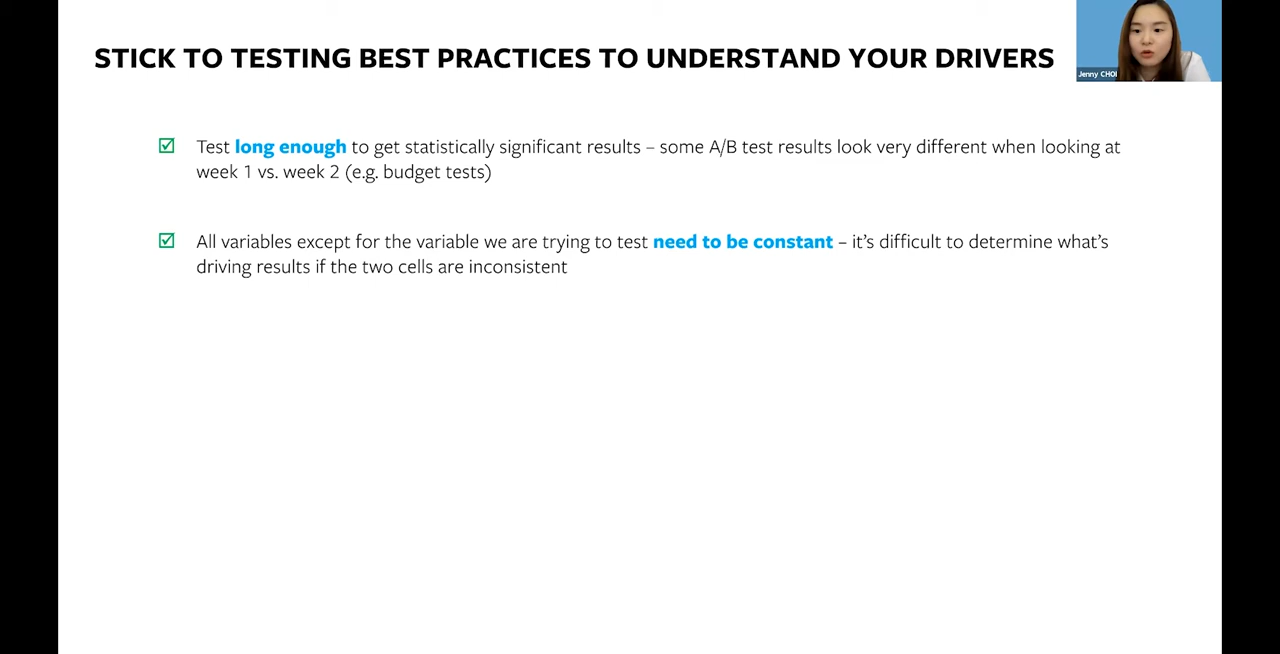 STICK TO TESTING BEST PRACTICES TO UNDERSTAND YOUR DRIVERS
Jenny CHOI
Test long enough to get statistically significant results – some A/B test results look very different when looking at
week 1 vs. week 2 (e.g. budget tests)
All variables except for the variable we are trying to test need to be constant – it’s difficult to determine what’s
driving results if the two cells are inconsistent